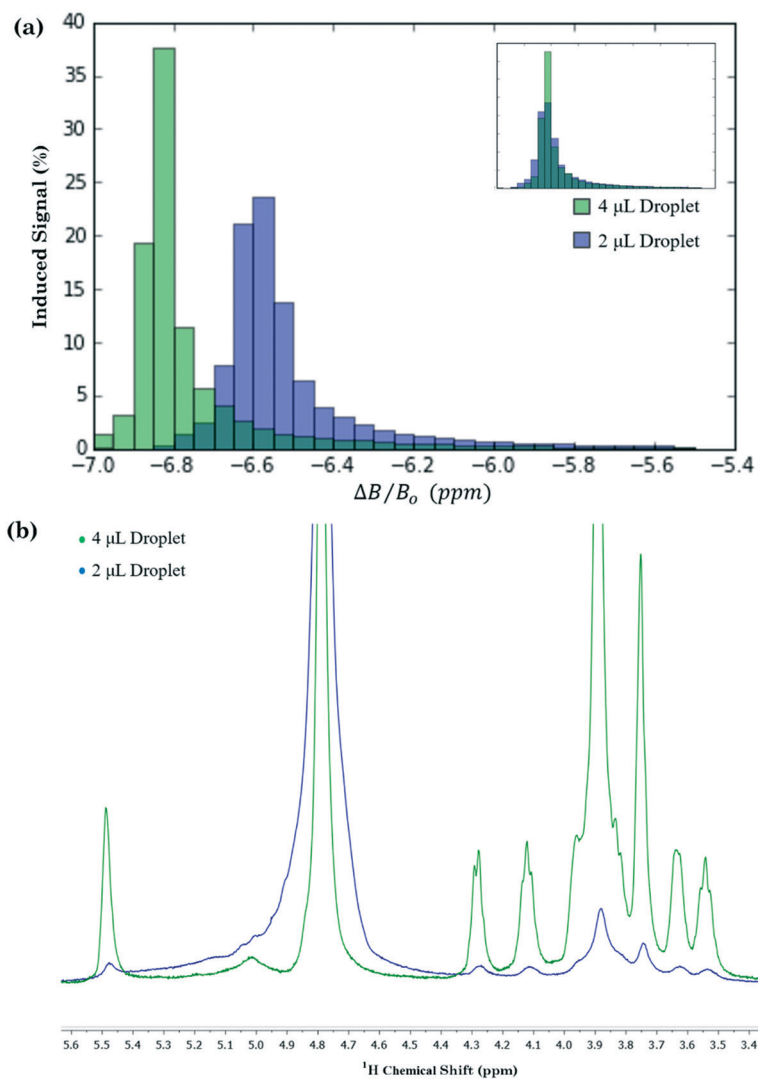 (a)
40
35
30
25
20
15
10
5
0
Induced Signal (%)
4 μL Droplet
2 μL Droplet
−7.0 −6.8 −6.6 −6.4 −6.2 −6.0 −5.8 −5.6 −5.4
ΔB/Bₒ (ppm)
(b)
4 μL Droplet
2 μL Droplet
5.6 5.5 5.4 5.3 5.2 5.1 5.0 4.9 4.8 4.7 4.6 4.5 4.4 4.3 4.2 4.1 4.0 3.9 3.8 3.7 3.6 3.5 3.4
¹H Chemical Shift (ppm)